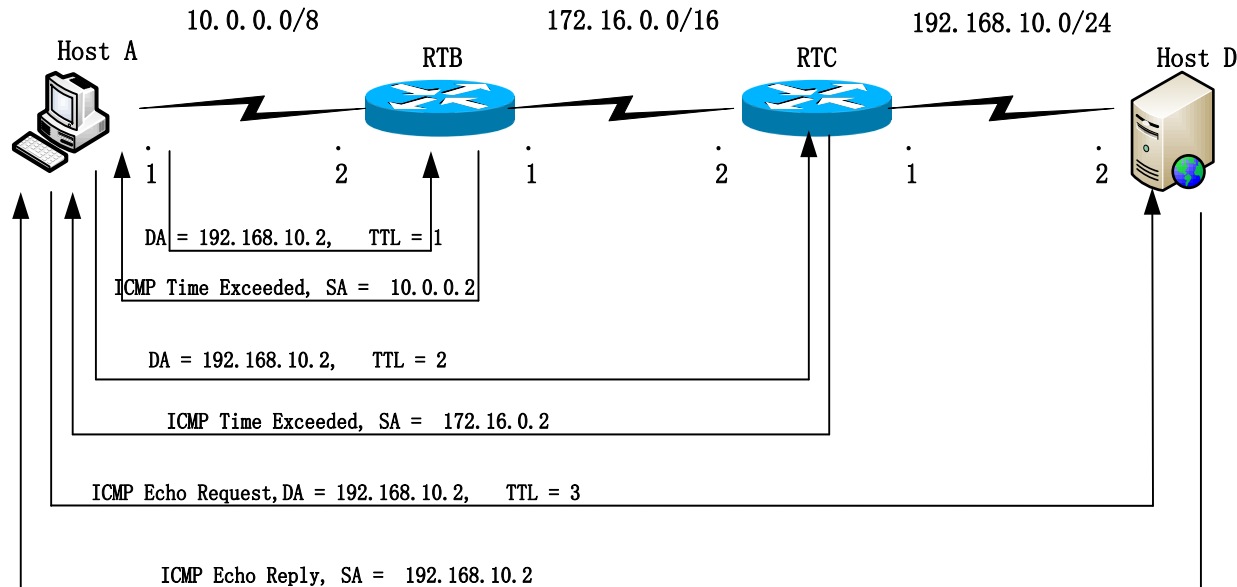 10.0.0.0/8
172.16.0.0/16
192.168.10.0/24
Host A
RTB
RTC
Host D
.1
.2
.1
.2
.1
.2
DA = 192.168.10.2, TTL = 1
ICMP Time Exceeded, SA = 10.0.0.2
DA = 192.168.10.2, TTL = 2
ICMP Time Exceeded, SA = 172.16.0.2
ICMP Echo Request,DA = 192.168.10.2, TTL = 3
ICMP Echo Reply, SA = 192.168.10.2